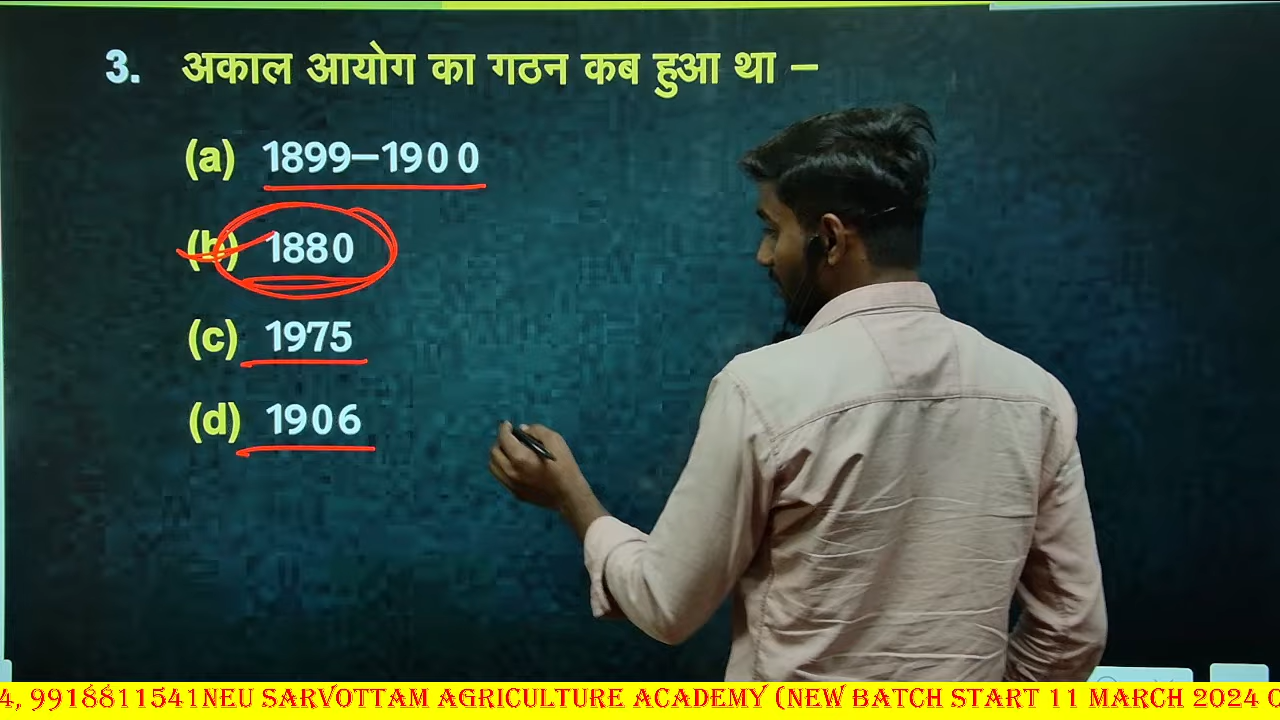 3. अकाल आयोग का गठन कब हुआ था –
(a) 1899–1900
(b) 1880
(c) 1975
(d) 1906
4, 9918811541NEU SARVOTTAM AGRICULTURE ACADEMY (NEW BATCH START 11 MARCH 2024 O